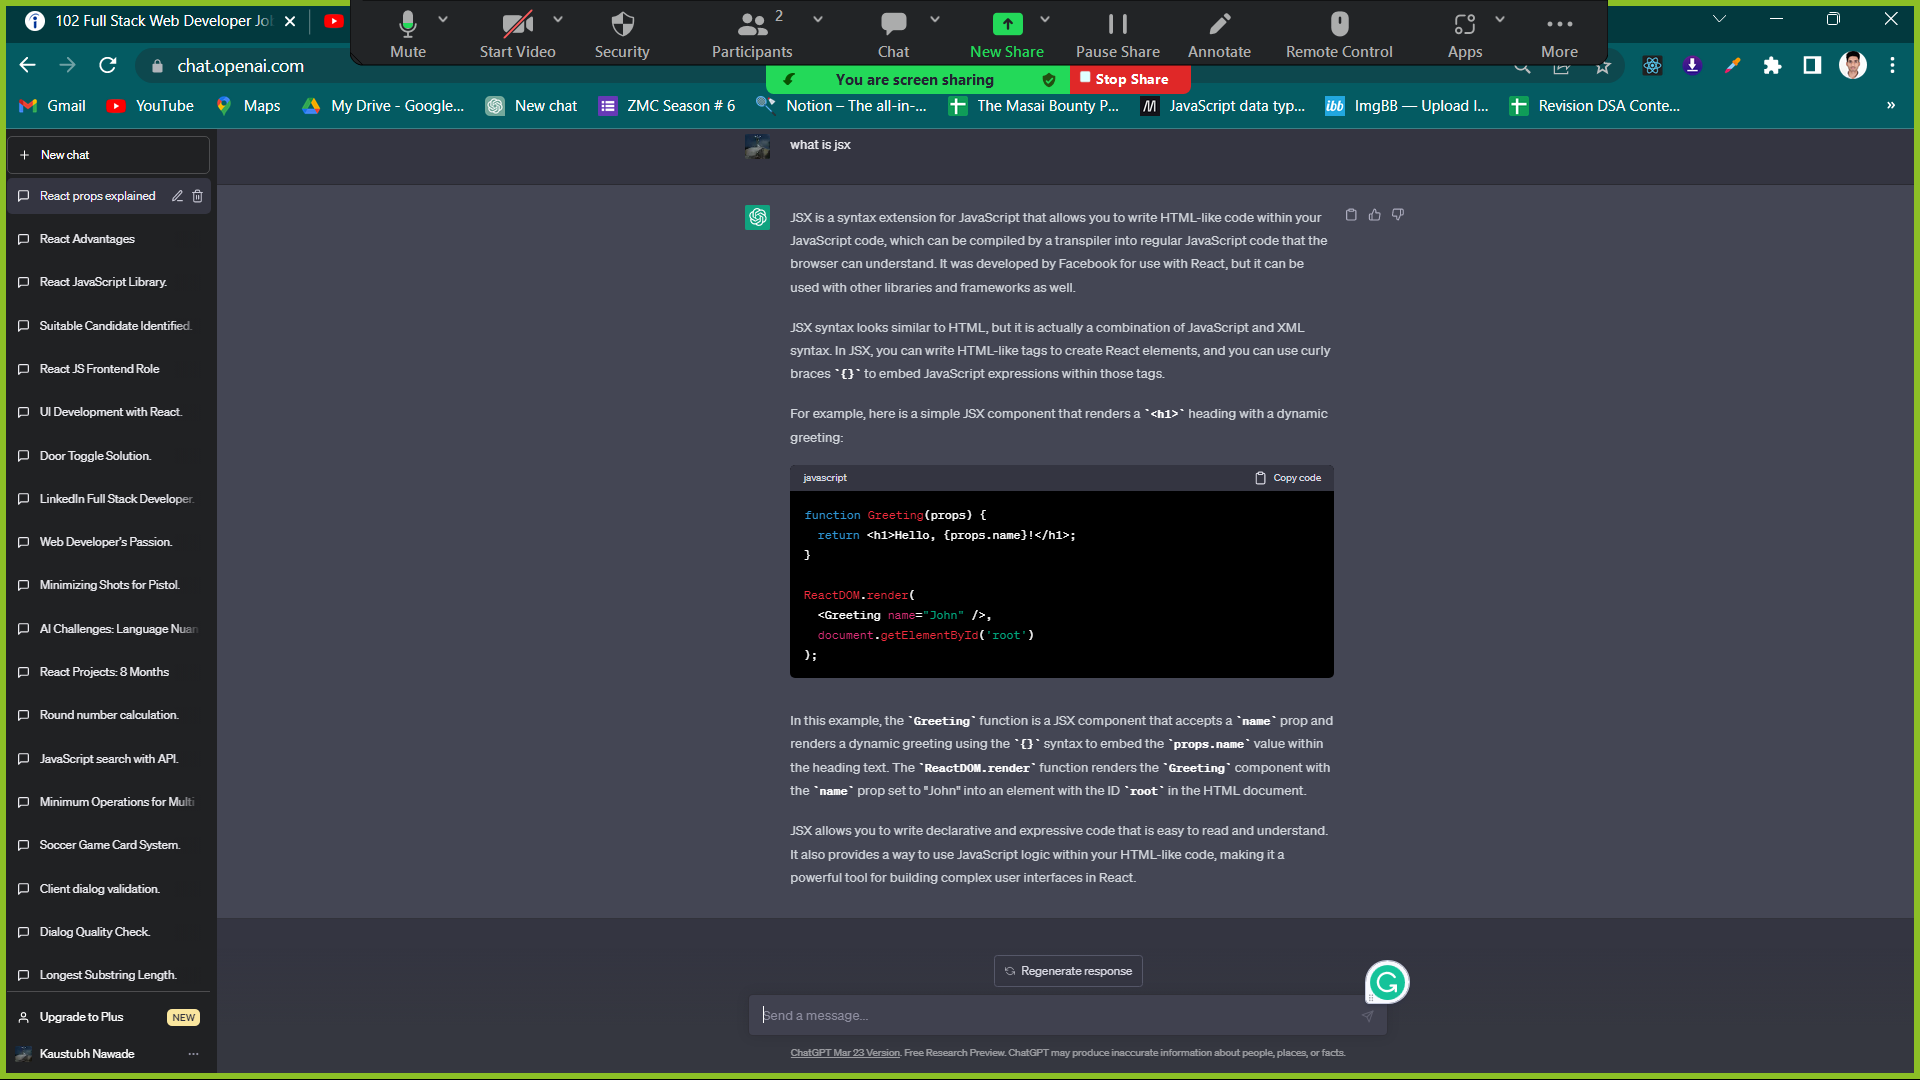 102 Full Stack Web Developer Jo
Mute
Start Video
Security
Participants
2
Chat
New Share
Pause Share
Annotate
Remote Control
Apps
More
chat.openai.com
You are screen sharing
Stop Share
Gmail
YouTube
Maps
My Drive - Google...
New chat
ZMC Season # 6
Notion – The all-in-...
The Masai Bounty P...
JavaScript data typ...
ibb
ImgBB — Upload I...
Revision DSA Conte...
»
+ New chat
React props explained
React Advantages
React JavaScript Library.
Suitable Candidate Identified.
React JS Frontend Role
UI Development with React.
Door Toggle Solution.
LinkedIn Full Stack Developer.
Web Developer's Passion.
Minimizing Shots for Pistol.
AI Challenges: Language Nuan
React Projects: 8 Months
Round number calculation.
JavaScript search with API.
Minimum Operations for Multi
Soccer Game Card System.
Client dialog validation.
Dialog Quality Check.
Longest Substring Length.
Upgrade to Plus
NEW
Kaustubh Nawade
...
what is jsx
JSX is a syntax extension for JavaScript that allows you to write HTML-like code within your
JavaScript code, which can be compiled by a transpiler into regular JavaScript code that the
browser can understand. It was developed by Facebook for use with React, but it can be
used with other libraries and frameworks as well.
JSX syntax looks similar to HTML, but it is actually a combination of JavaScript and XML
syntax. In JSX, you can write HTML-like tags to create React elements, and you can use curly
braces `{}` to embed JavaScript expressions within those tags.
For example, here is a simple JSX component that renders a `<h1>` heading with a dynamic
greeting:
javascript
Copy code
function Greeting(props) {
return <h1>Hello, {props.name}!</h1>;
}
ReactDOM.render(
<Greeting name="John" />,
document.getElementById('root')
);
In this example, the `Greeting` function is a JSX component that accepts a `name` prop and
renders a dynamic greeting using the `{}` syntax to embed the `props.name` value within
the heading text. The `ReactDOM.render` function renders the `Greeting` component with
the `name` prop set to "John" into an element with the ID `root` in the HTML document.
JSX allows you to write declarative and expressive code that is easy to read and understand.
It also provides a way to use JavaScript logic within your HTML-like code, making it a
powerful tool for building complex user interfaces in React.
Regenerate response
Send a message...
ChatGPT Mar 23 Version. Free Research Preview. ChatGPT may produce inaccurate information about people, places, or facts.